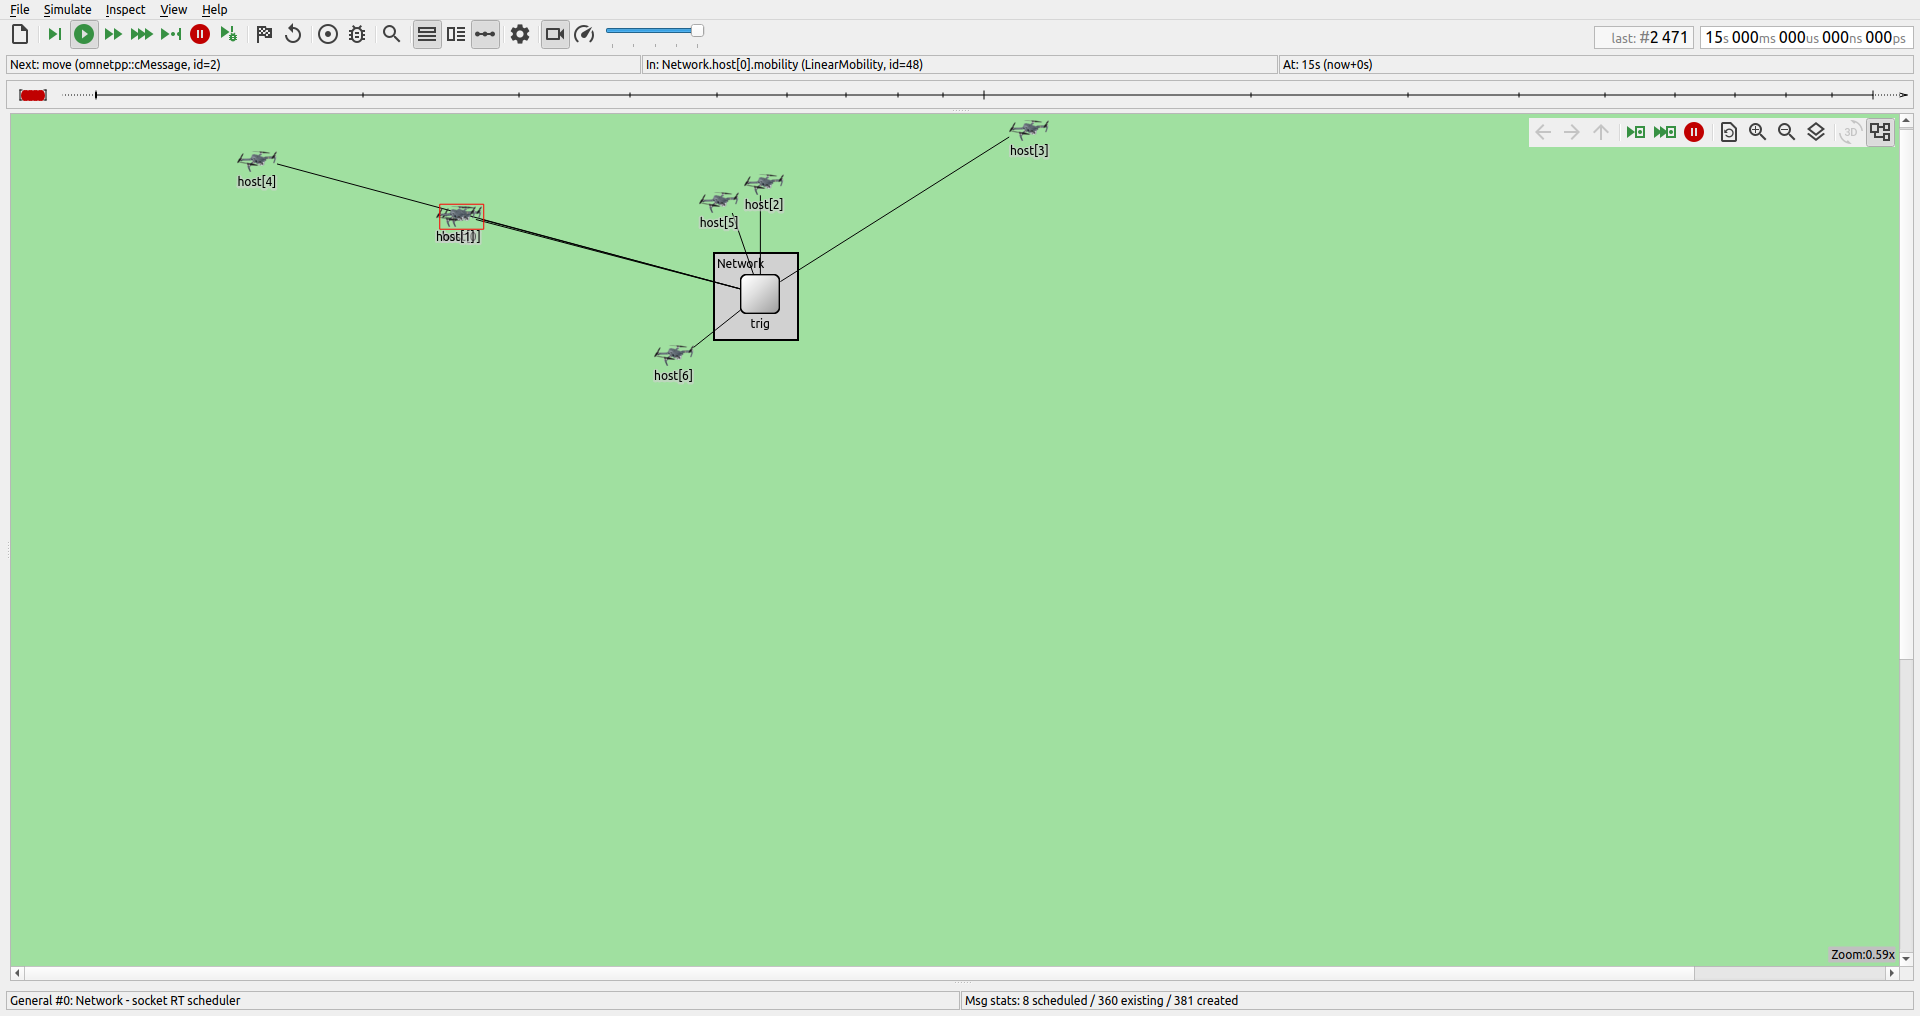 File Simulate Inspect View Help
last: #2 471 15s 000ms 000us 000ns 000ps
Next: move (omnetpp::cMessage, id=2) In: Network.host[0].mobility (LinearMobility, id=48) At: 15s (now+0s)
3D
host[3]
host[4]
host[2]
host[5]
host[1]
Network
trig
host[6]
Zoom:0.59x
General #0: Network - socket RT scheduler Msg stats: 8 scheduled / 360 existing / 381 created